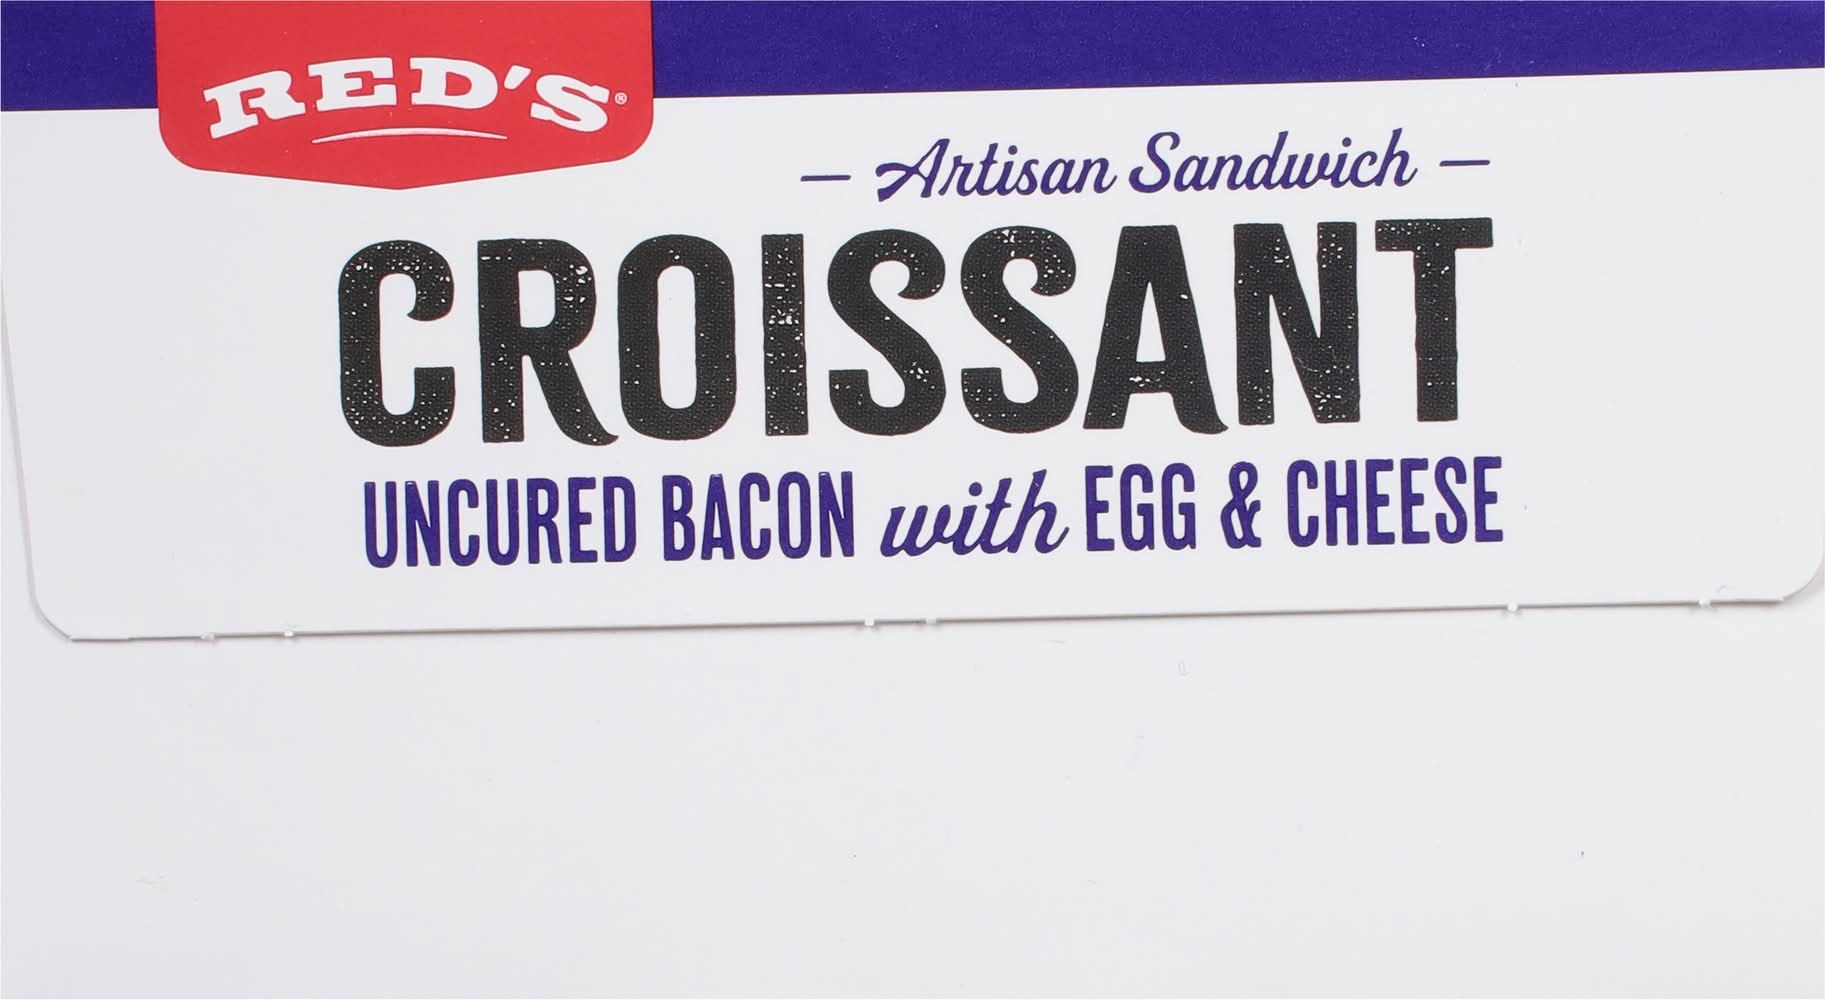 RED'S®
— Artisan Sandwich —
CROISSANT
UNCURED BACON with EGG & CHEESE